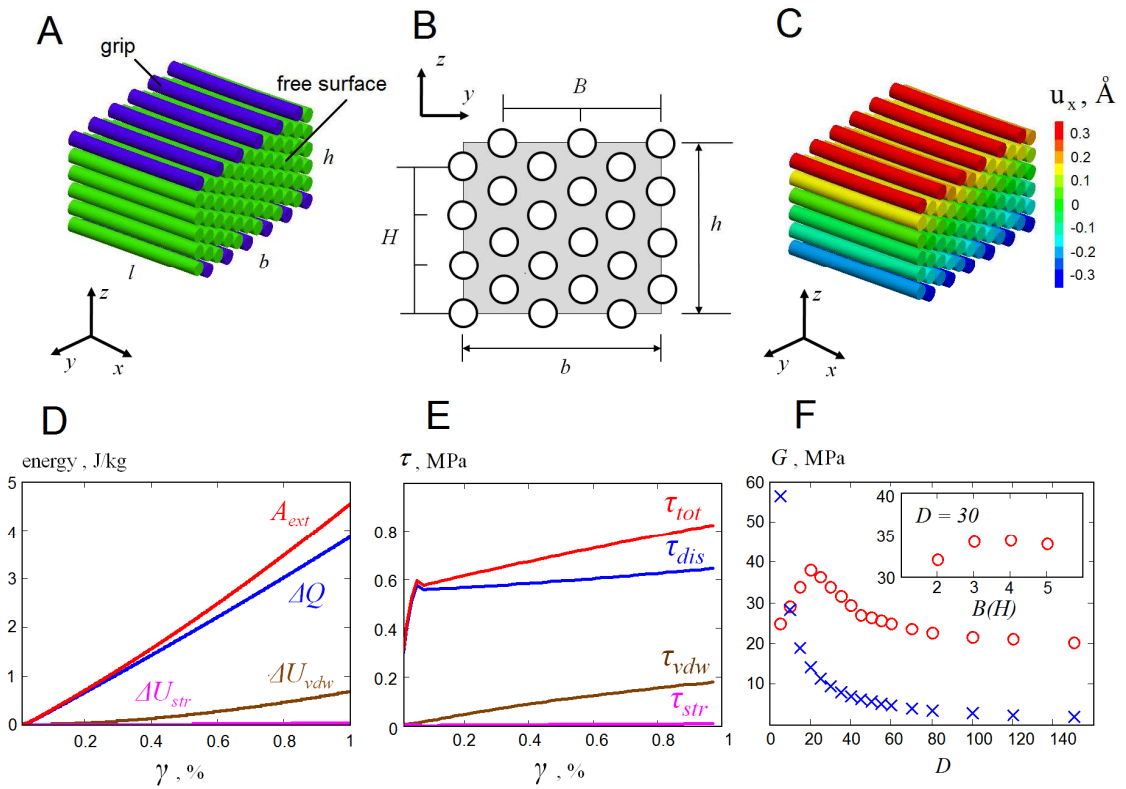 A
grip
free surface
h
b
l
z
y
x
B
z
y
B
H
h
b
C
u_x , Å
0.3
0.2
0.1
0
-0.1
-0.2
-0.3
z
y
x
D
energy , J/kg
5
4
3
2
1
0
A_ext
ΔQ
ΔU_str
ΔU_vdw
0.2 0.4 0.6 0.8 1
γ , %
E
τ , MPa
0.8
0.6
0.4
0.2
0
τ_tot
τ_dis
τ_vdw
τ_str
0.2 0.4 0.6 0.8 1
γ , %
F
G , MPa
60
50
40
30
20
10
0 20 40 60 80 100 120 140
D
40
35
30
D = 30
2 3 4 5
B(H)